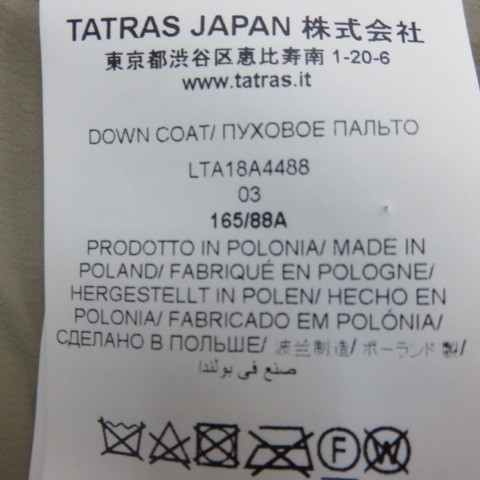 TATRAS JAPAN 株式会社
東京都渋谷区恵比寿南 1-20-6
www.tatras.it
DOWN COAT/ ПУХОВОЕ ПАЛЬТО
LTA18A4488
03
165/88A
PRODOTTO IN POLONIA/ MADE IN
POLAND/ FABRIQUÉ EN POLOGNE/
HERGESTELLT IN POLEN/ HECHO EN
POLONIA/ FABRICADO EM POLÓNIA/
СДЕЛАНО В ПОЛЬШЕ/ 波兰制造/ ポーランド製/
صنع في بولندا
F W